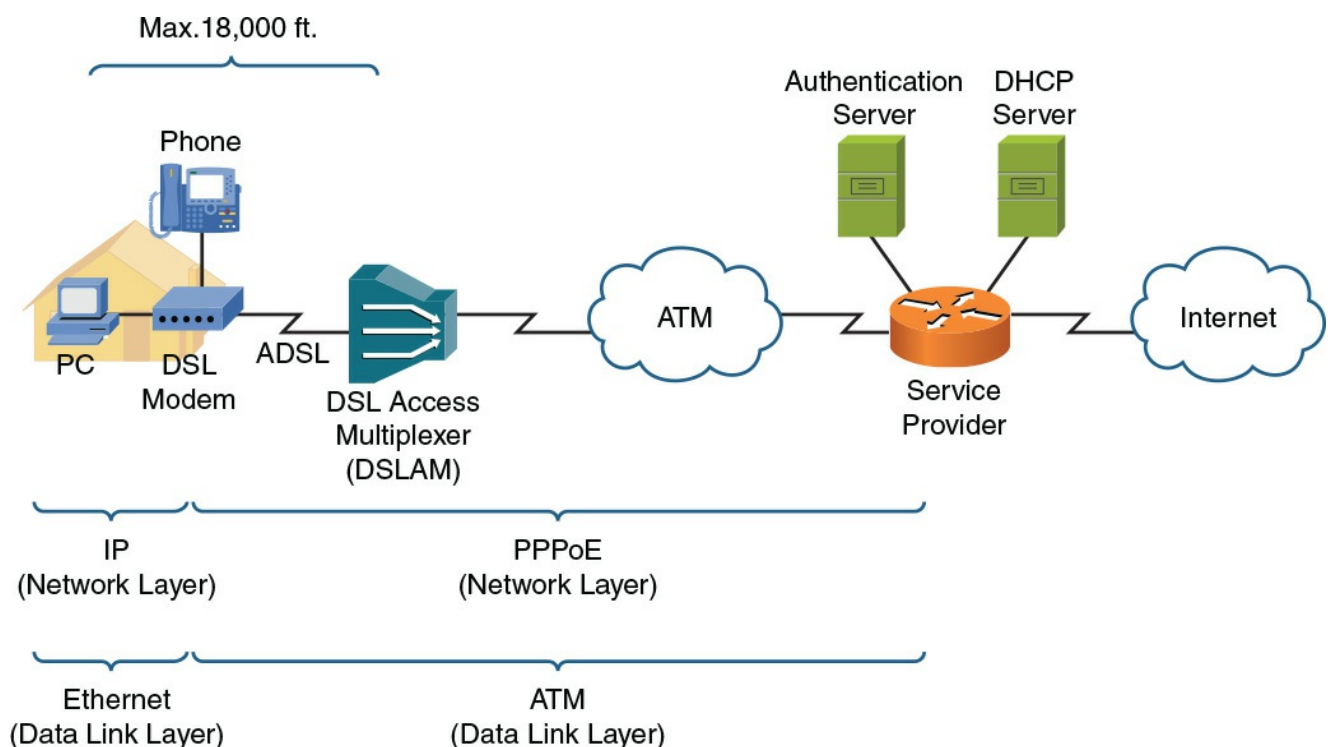 Max.18,000 ft.
Authentication
Server
DHCP
Server
Phone
PC
DSL
Modem
ADSL
DSL Access
Multiplexer
(DSLAM)
ATM
Service
Provider
Internet
IP
(Network Layer)
PPPoE
(Network Layer)
Ethernet
(Data Link Layer)
ATM
(Data Link Layer)